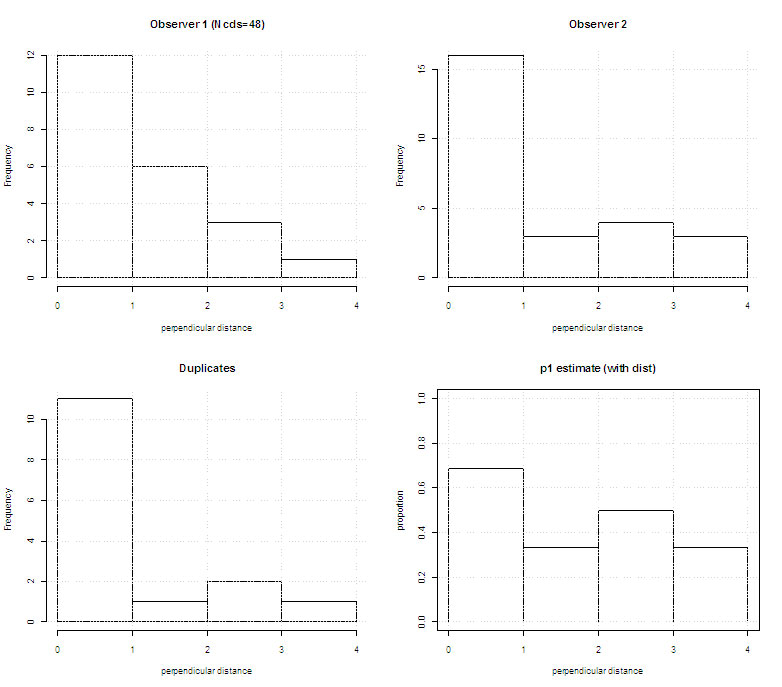 Observer 1 (Ncds=48)
Frequency
12
10
8
6
4
2
0
0 1 2 3 4
perpendicular distance
Observer 2
Frequency
15
10
5
0
0 1 2 3 4
perpendicular distance
Duplicates
Frequency
10
8
6
4
2
0
0 1 2 3 4
perpendicular distance
p1 estimate (with dist)
proportion
1.0
0.8
0.6
0.4
0.2
0.0
0 1 2 3 4
perpendicular distance